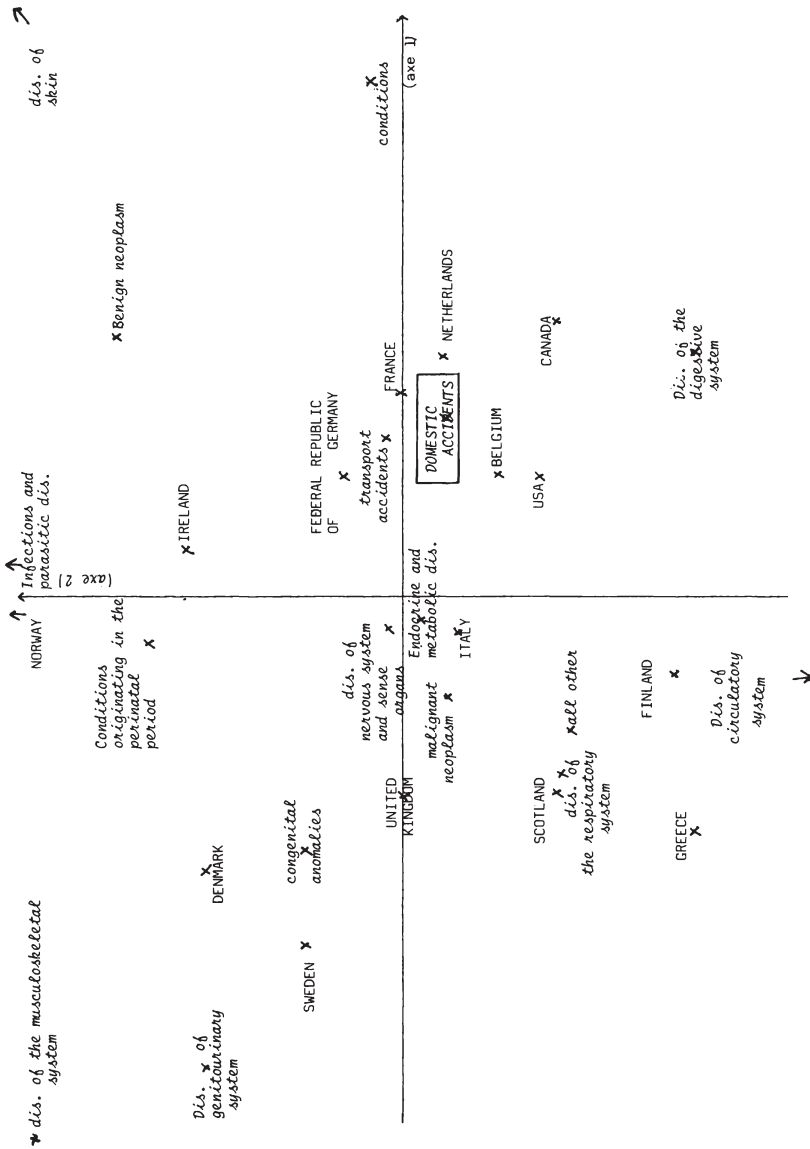 dis. of
skin
conditions
(axe 1)
Benign neoplasm
NETHERLANDS
FRANCE
CANADA
Dis. of the
digestive
system
FEDERAL REPUBLIC
OF GERMANY
transport
accidents
DOMESTIC
ACCIDENTS
BELGIUM
USA
IRELAND
Infections and
parasitic dis.
(axe 2)
NORWAY
Conditions
originating in the
perinatal
period
dis. of
nervous system
and sense
organs
Endocrine and
metabolic dis.
ITALY
malignant
neoplasm
all other
FINLAND
Dis. of
circulatory
system
UNITED
KINGDOM
SCOTLAND
dis. of
the respiratory
system
GREECE
congenital
anomalies
DENMARK
SWEDEN
dis. of the musculoskeletal
system
Dis. of
genitourinary
system